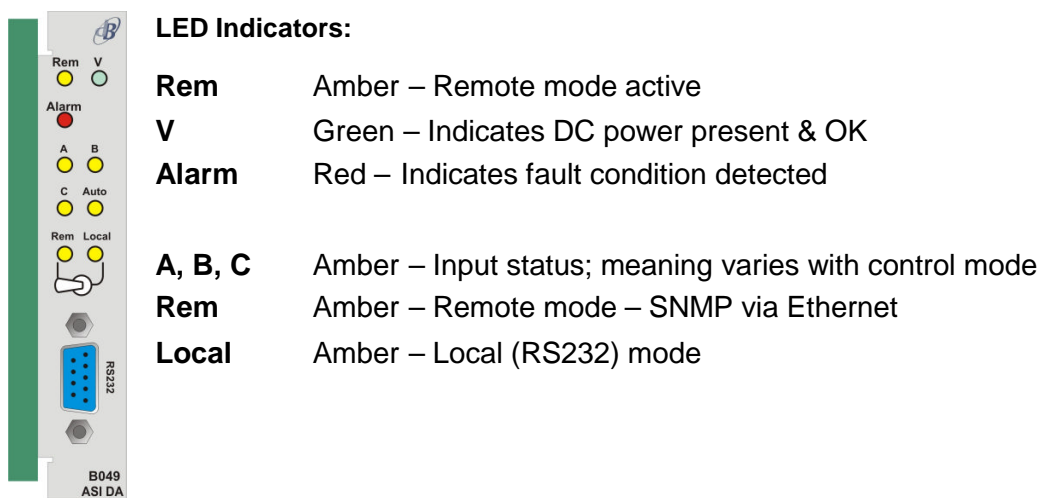 LED Indicators:
Rem V
Alarm
A B
C Auto
Rem Local
RS232
B049
ASI DA
Rem Amber – Remote mode active
V Green – Indicates DC power present & OK
Alarm Red – Indicates fault condition detected
A, B, C Amber – Input status; meaning varies with control mode
Rem Amber – Remote mode – SNMP via Ethernet
Local Amber – Local (RS232) mode